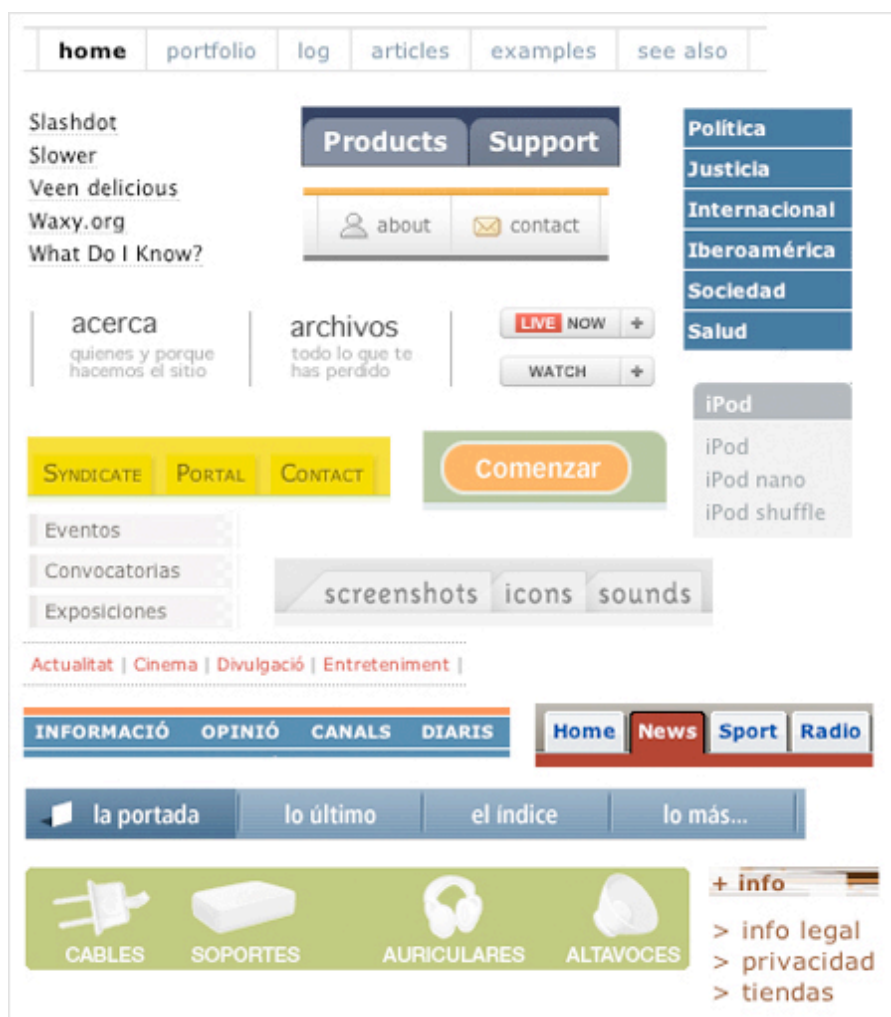 home portfolio log articles examples see also
Slashdot
Slower
Veen delicious
Waxy.org
What Do I Know?
Products Support
about contact
Política
Justicia
Internacional
Iberoamérica
Sociedad
Salud
acerca
quienes y porque
hacemos el sitio
archivos
todo lo que te
has perdido
LIVE NOW +
WATCH +
iPod
iPod
iPod nano
iPod shuffle
SYNDICATE PORTAL CONTACT
Comenzar
Eventos
Convocatorias
Exposiciones
screenshots icons sounds
Actualitat | Cinema | Divulgació | Entreteniment |
INFORMACIÓ OPINIÓ CANALS DIARIS
Home News Sport Radio
la portada lo último el índice lo más...
CABLES SOPORTES AURICULARES ALTAVOCES
+ info
> info legal
> privacidad
> tiendas